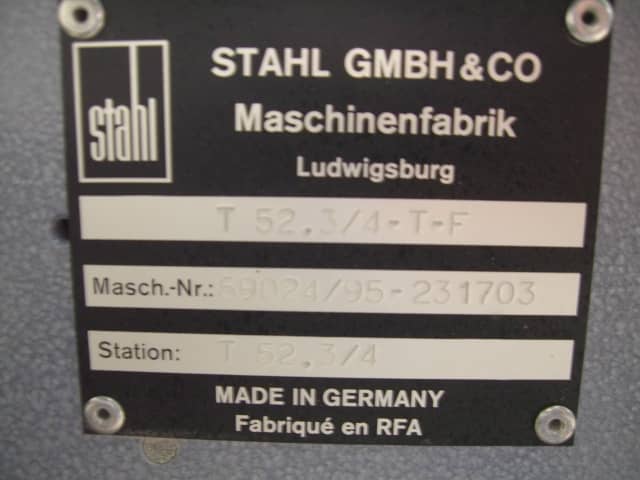 stahl
STAHL GMBH & CO
Maschinenfabrik
Ludwigsburg
T 52.3/4-T-F
Masch.-Nr.: 59024/95-231703
Station: T 52.3/4
MADE IN GERMANY
Fabriqué en RFA